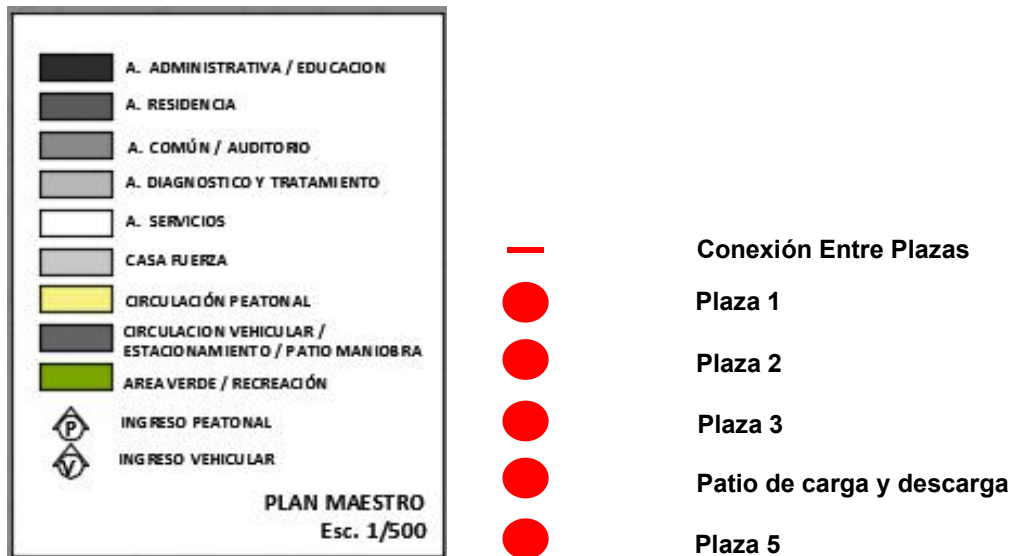 A. ADMINISTRATIVA / EDUCACION
A. RESIDENCIA
A. COMÚN / AUDITORIO
A. DIAGNOSTICO Y TRATAMIENTO
A. SERVICIOS
CASA FUERZA
CIRCULACIÓN PEATONAL
CIRCULACION VEHICULAR /
ESTACIONAMIENTO / PATIO MANIOBRA
AREA VERDE / RECREACIÓN
P INGRESO PEATONAL
V INGRESO VEHICULAR
PLAN MAESTRO
Esc. 1/500
Conexión Entre Plazas
Plaza 1
Plaza 2
Plaza 3
Patio de carga y descarga
Plaza 5